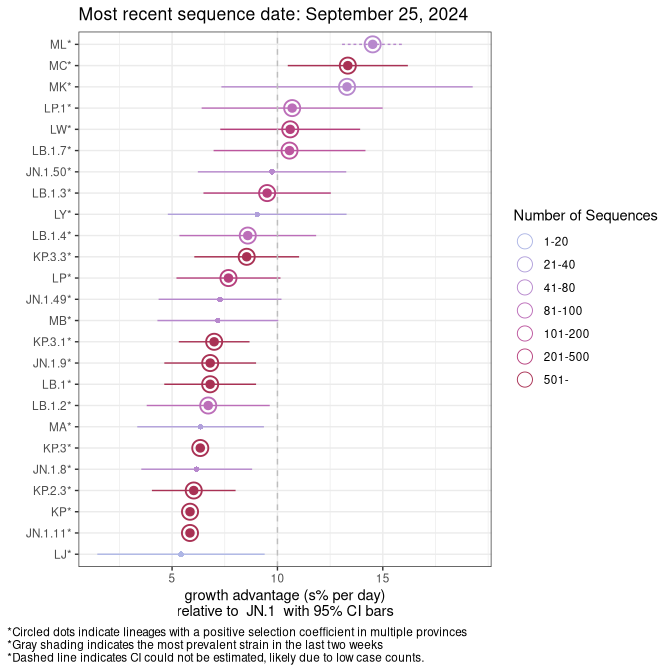 Most recent sequence date: September 25, 2024
ML*
MC*
MK*
LP.1*
LW*
LB.1.7*
JN.1.50*
LB.1.3*
LY*
LB.1.4*
KP.3.3*
LP*
JN.1.49*
MB*
KP.3.1*
JN.1.9*
LB.1*
LB.1.2*
MA*
KP.3*
JN.1.8*
KP.2.3*
KP*
JN.1.11*
LJ*
5 10 15
growth advantage (s% per day)
relative to JN.1 with 95% CI bars
Number of Sequences
1-20
21-40
41-80
81-100
101-200
201-500
501-
*Circled dots indicate lineages with a positive selection coefficient in multiple provinces
*Gray shading indicates the most prevalent strain in the last two weeks
*Dashed line indicates CI could not be estimated, likely due to low case counts.